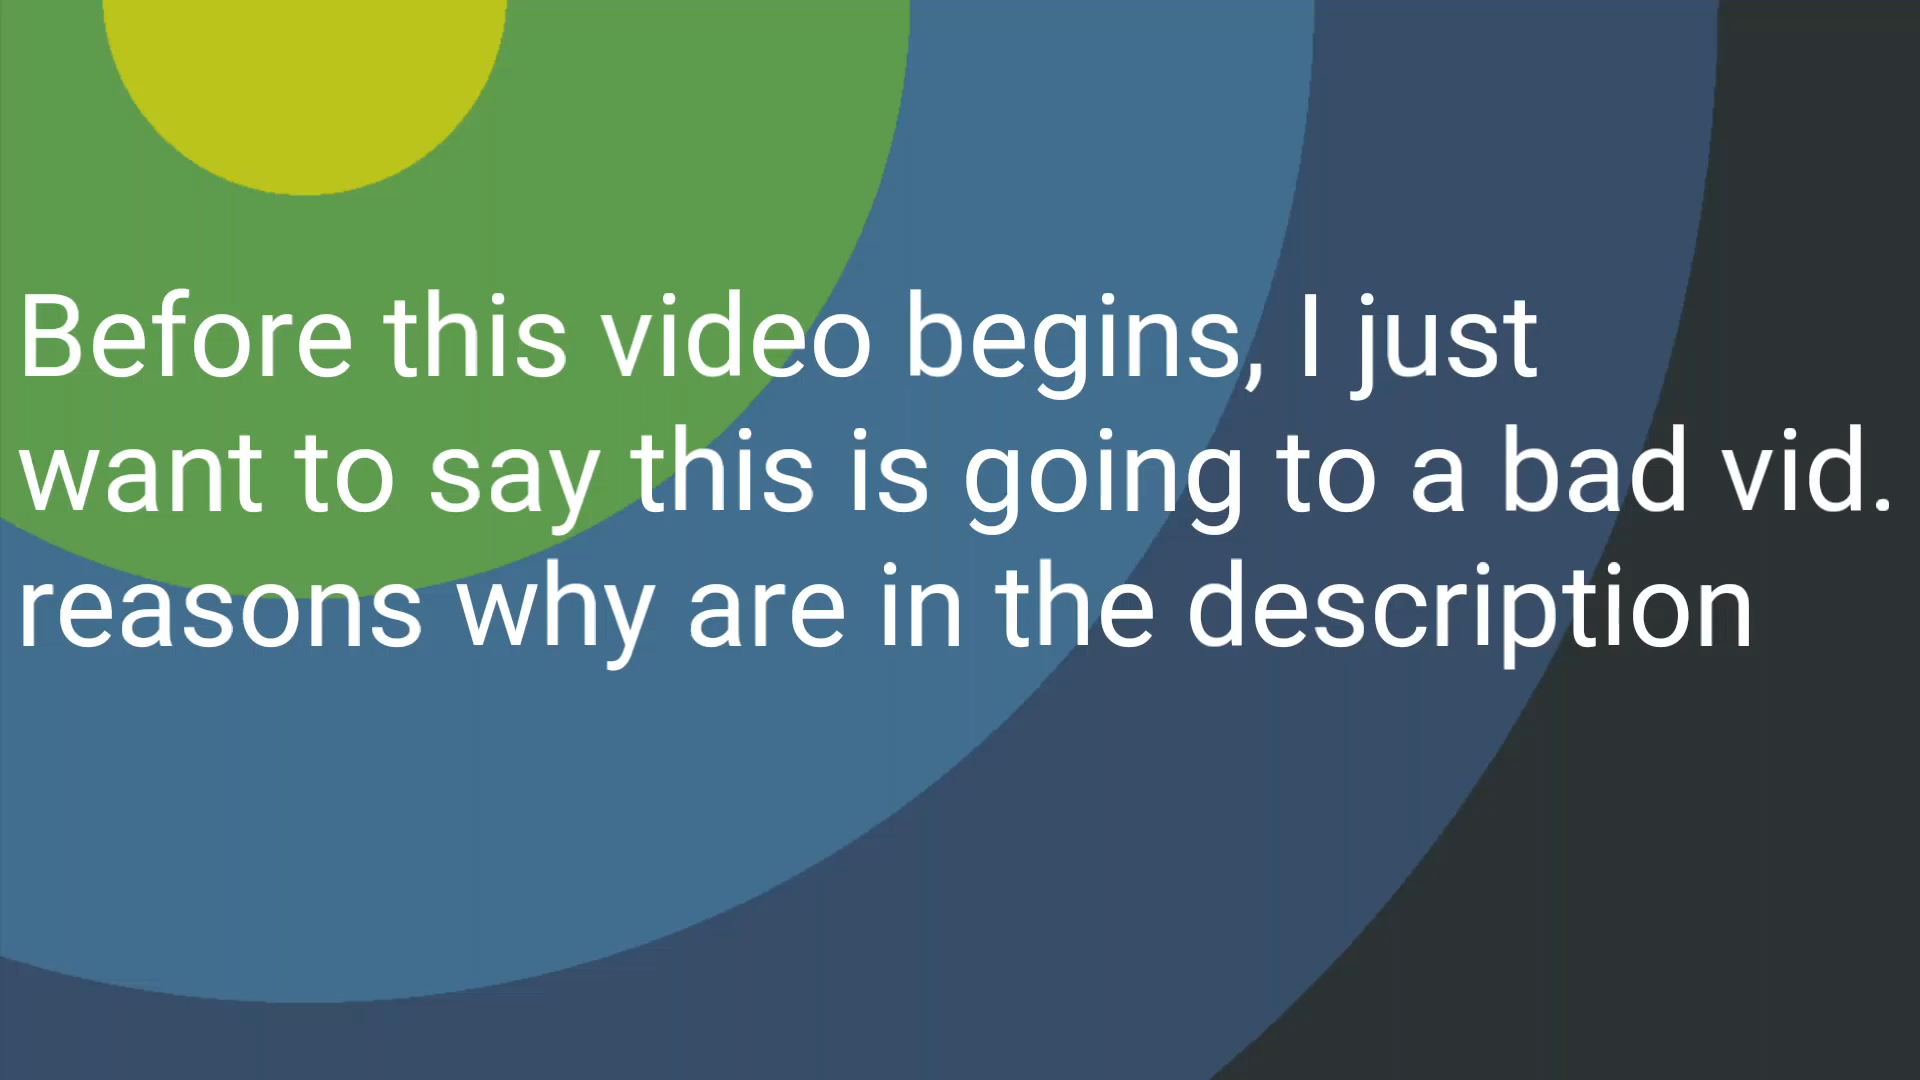 Before this video begins, I just
want to say this is going to a bad vid.
reasons why are in the description